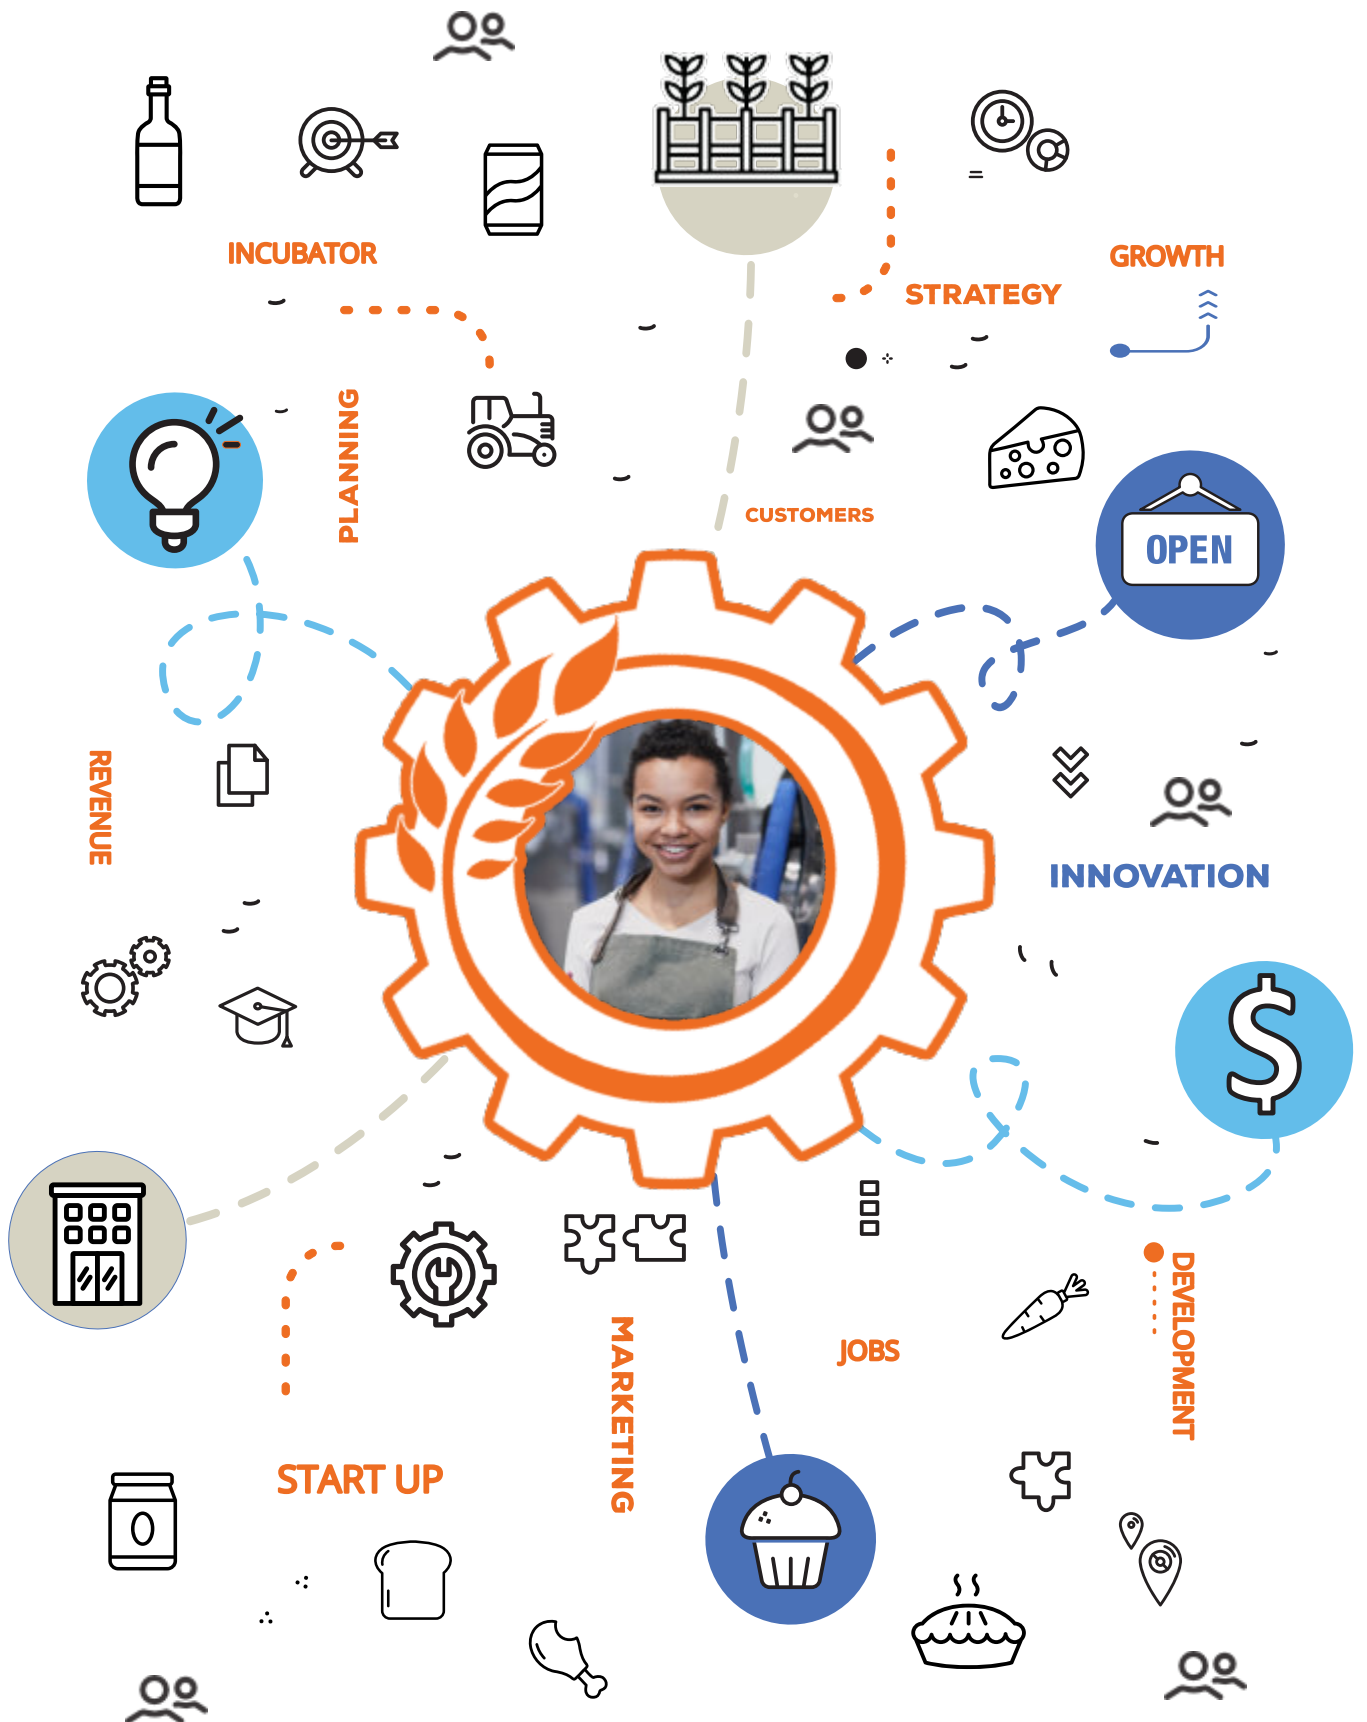 INCUBATOR
GROWTH
STRATEGY
PLANNING
CUSTOMERS
OPEN
REVENUE
INNOVATION
$
DEVELOPMENT
MARKETING
JOBS
START UP